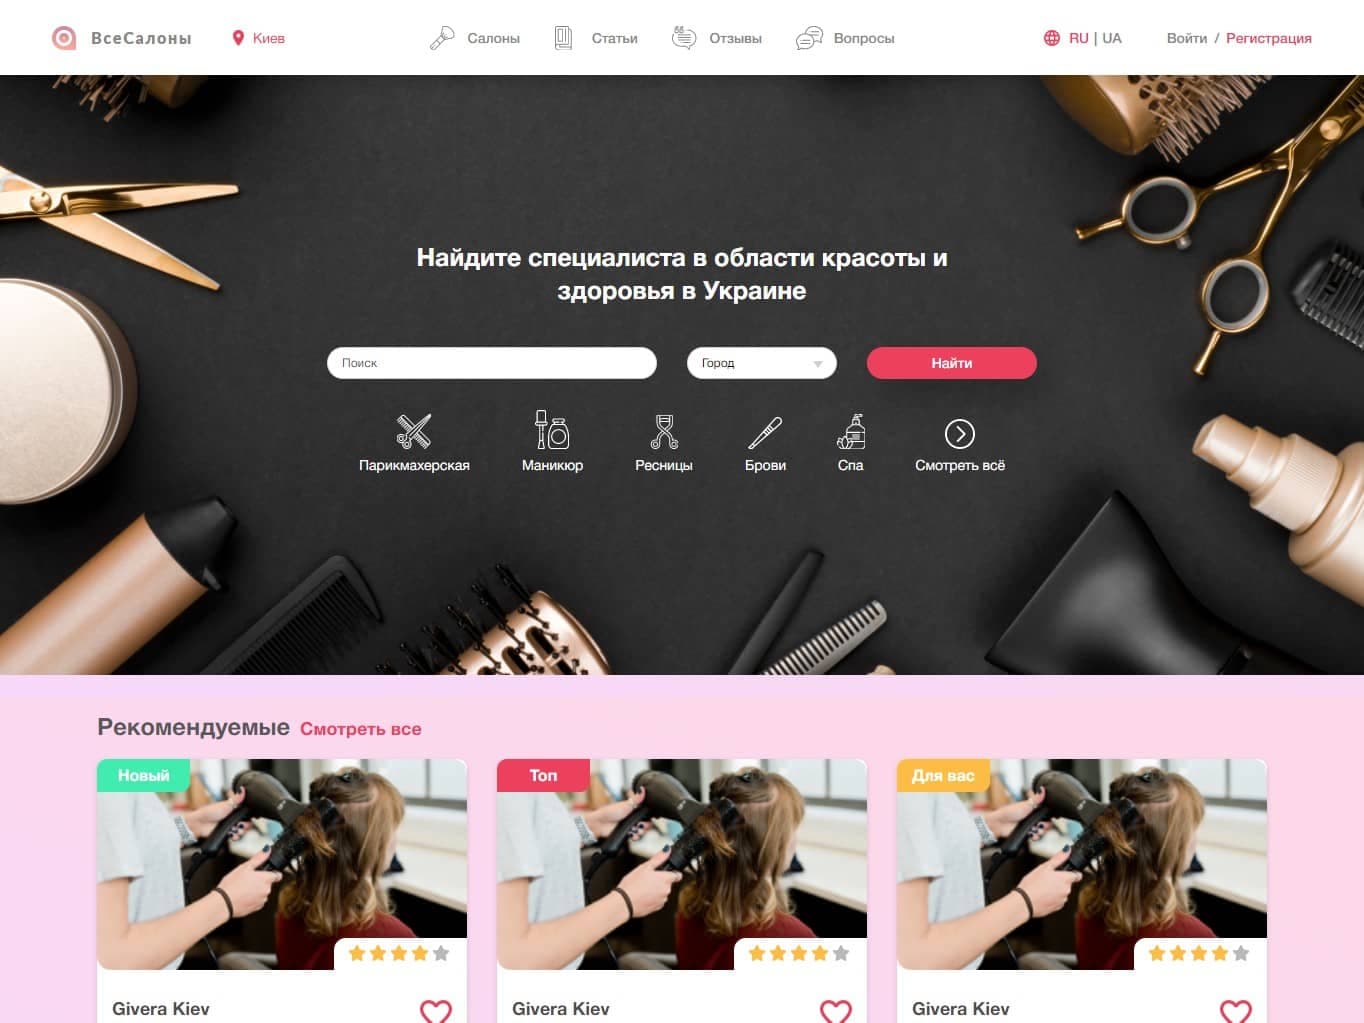 ВсеСалоны
Киев
Салоны
Статьи
Отзывы
Вопросы
RU | UA
Войти / Регистрация
Найдите специалиста в области красоты и
здоровья в Украине
Поиск
Город
Найти
Парикмахерская
Маникюр
Ресницы
Брови
Спа
Смотреть всё
Рекомендуемые Смотреть все
Новый
Топ
Для вас
Givera Kiev
Givera Kiev
Givera Kiev